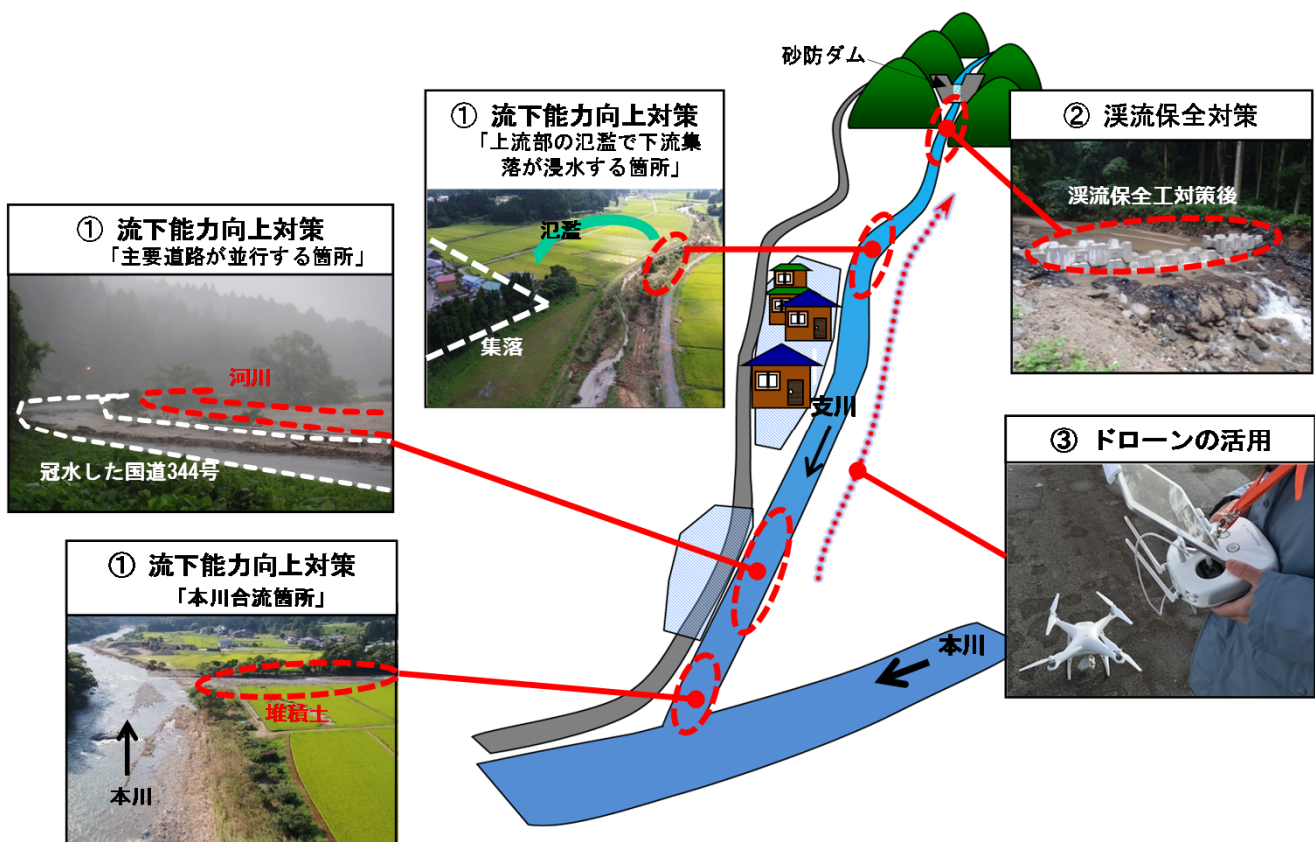 砂防ダム
① 流下能力向上対策
「上流部の氾濫で下流集
落が浸水する箇所」
氾濫
集落
② 渓流保全対策
渓流保全工対策後
① 流下能力向上対策
「主要道路が並行する箇所」
河川
冠水した国道344号
支川
③ ドローンの活用
① 流下能力向上対策
「本川合流箇所」
堆積土
本川
本川